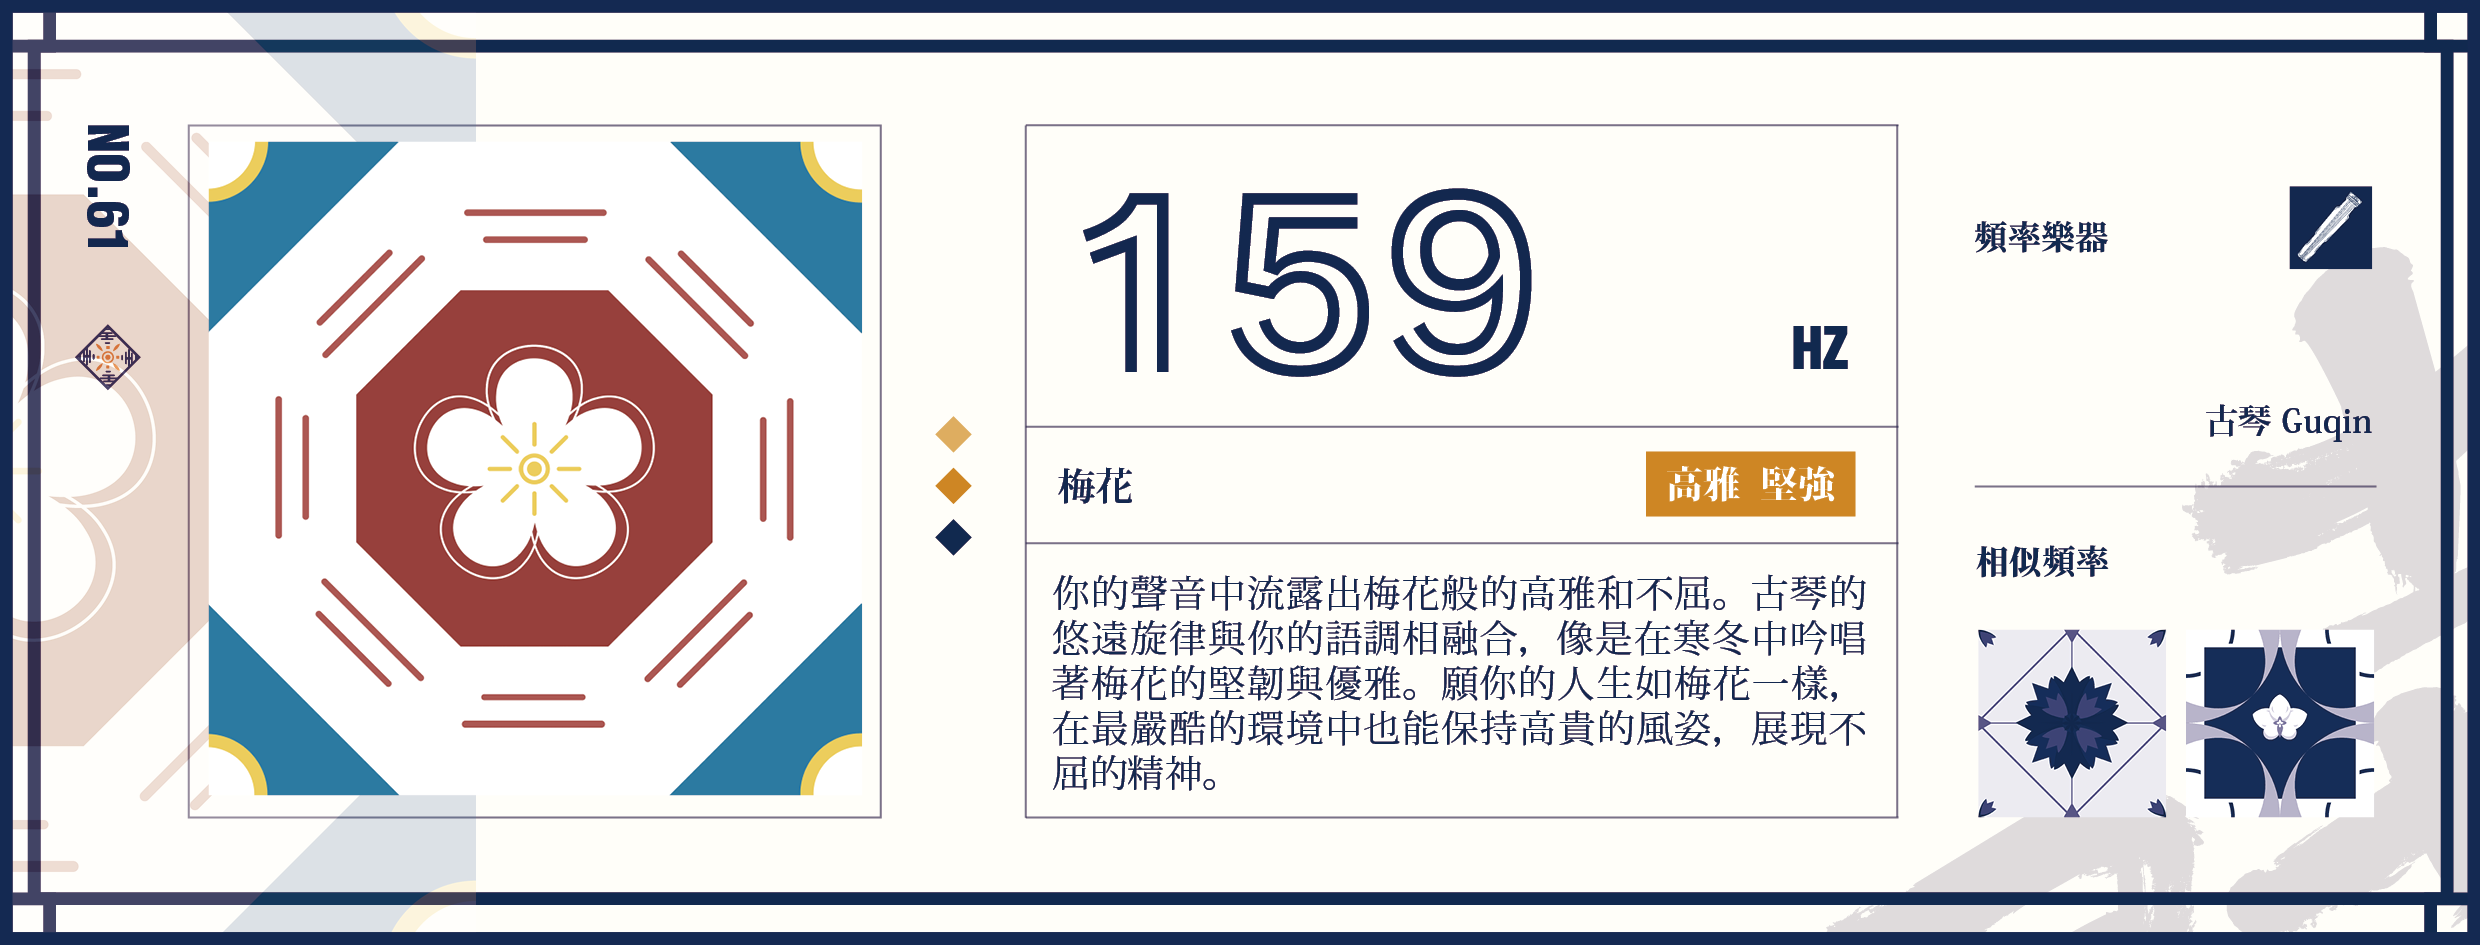 NO.61
159
HZ
梅花
高雅 堅強
你的聲音中流露出梅花般的高雅和不屈。古琴的
悠遠旋律與你的語調相融合，像是在寒冬中吟唱
著梅花的堅韌與優雅。願你的人生如梅花一樣，
在最嚴酷的環境中也能保持高貴的風姿，展現不
屈的精神。
頻率樂器
古琴 Guqin
相似頻率